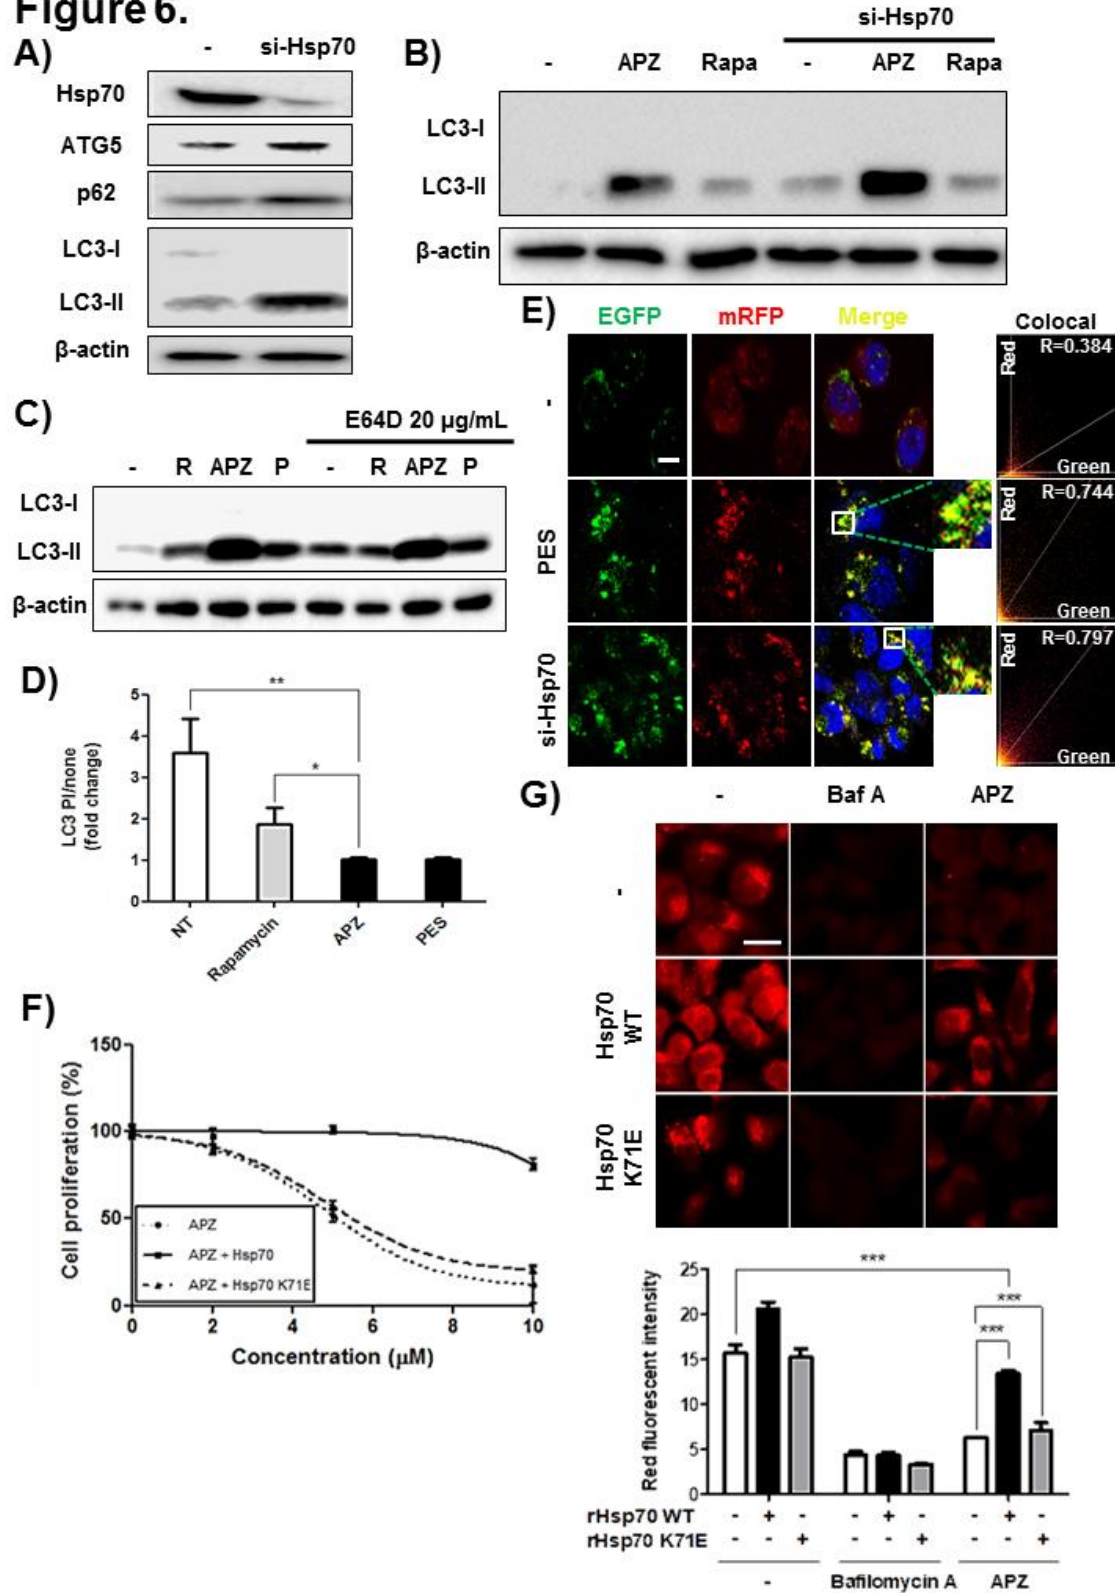 Figure 6.
A)
- si-Hsp70
Hsp70
ATG5
p62
LC3-I
LC3-II
β-actin
B)
si-Hsp70
- APZ Rapa - APZ Rapa
LC3-I
LC3-II
β-actin
C)
E64D 20 μg/mL
- R APZ P - R APZ P
LC3-I
LC3-II
β-actin
D)
LC3 PI/none
(fold change)
5
4
3
2
1
0
**
*
NT
Rapamycin
APZ
PES
E)
EGFP mRFP Merge Colocal
-
Red R=0.384
Green
PES
Red R=0.744
Green
si-Hsp70
Red R=0.797
Green
F)
Cell proliferation (%)
150
100
50
0
APZ
APZ + Hsp70
APZ + Hsp70 K71E
0 2 4 6 8 10
Concentration (μM)
G)
- Baf A APZ
-
Hsp70
WT
Hsp70
K71E
Red fluorescent intensity
25
20
15
10
5
0
***
***
***
rHsp70 WT - + - - + - - + -
rHsp70 K71E - - + - - + - - +
- Bafilomycin A APZ